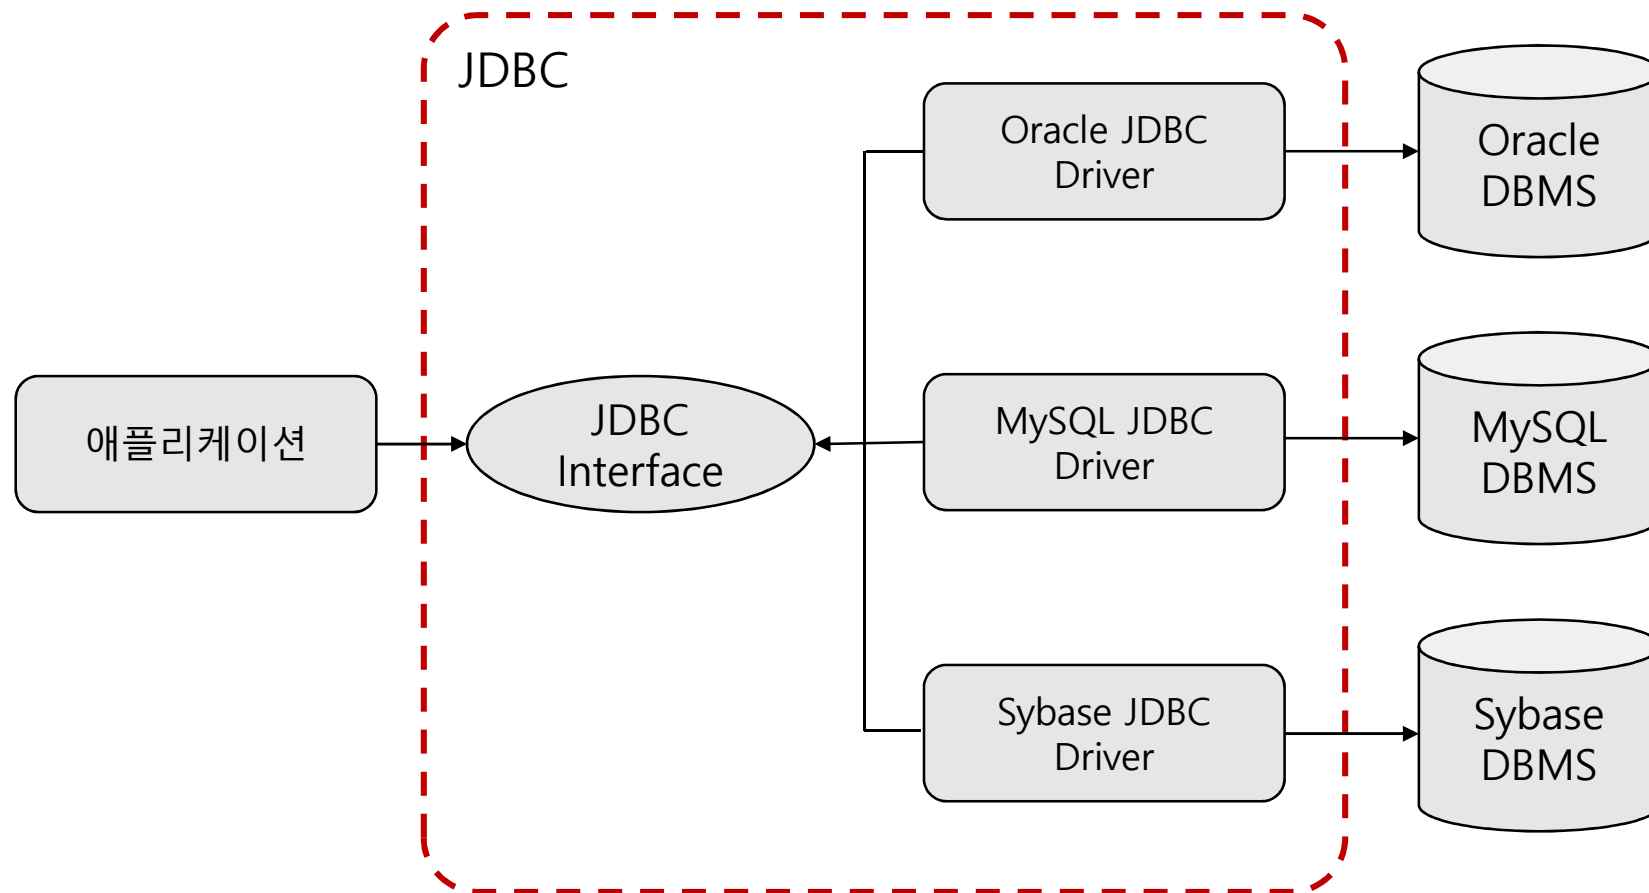 JDBC
Oracle JDBC
Driver
Oracle
DBMS
애플리케이션
JDBC
Interface
MySQL JDBC
Driver
MySQL
DBMS
Sybase JDBC
Driver
Sybase
DBMS